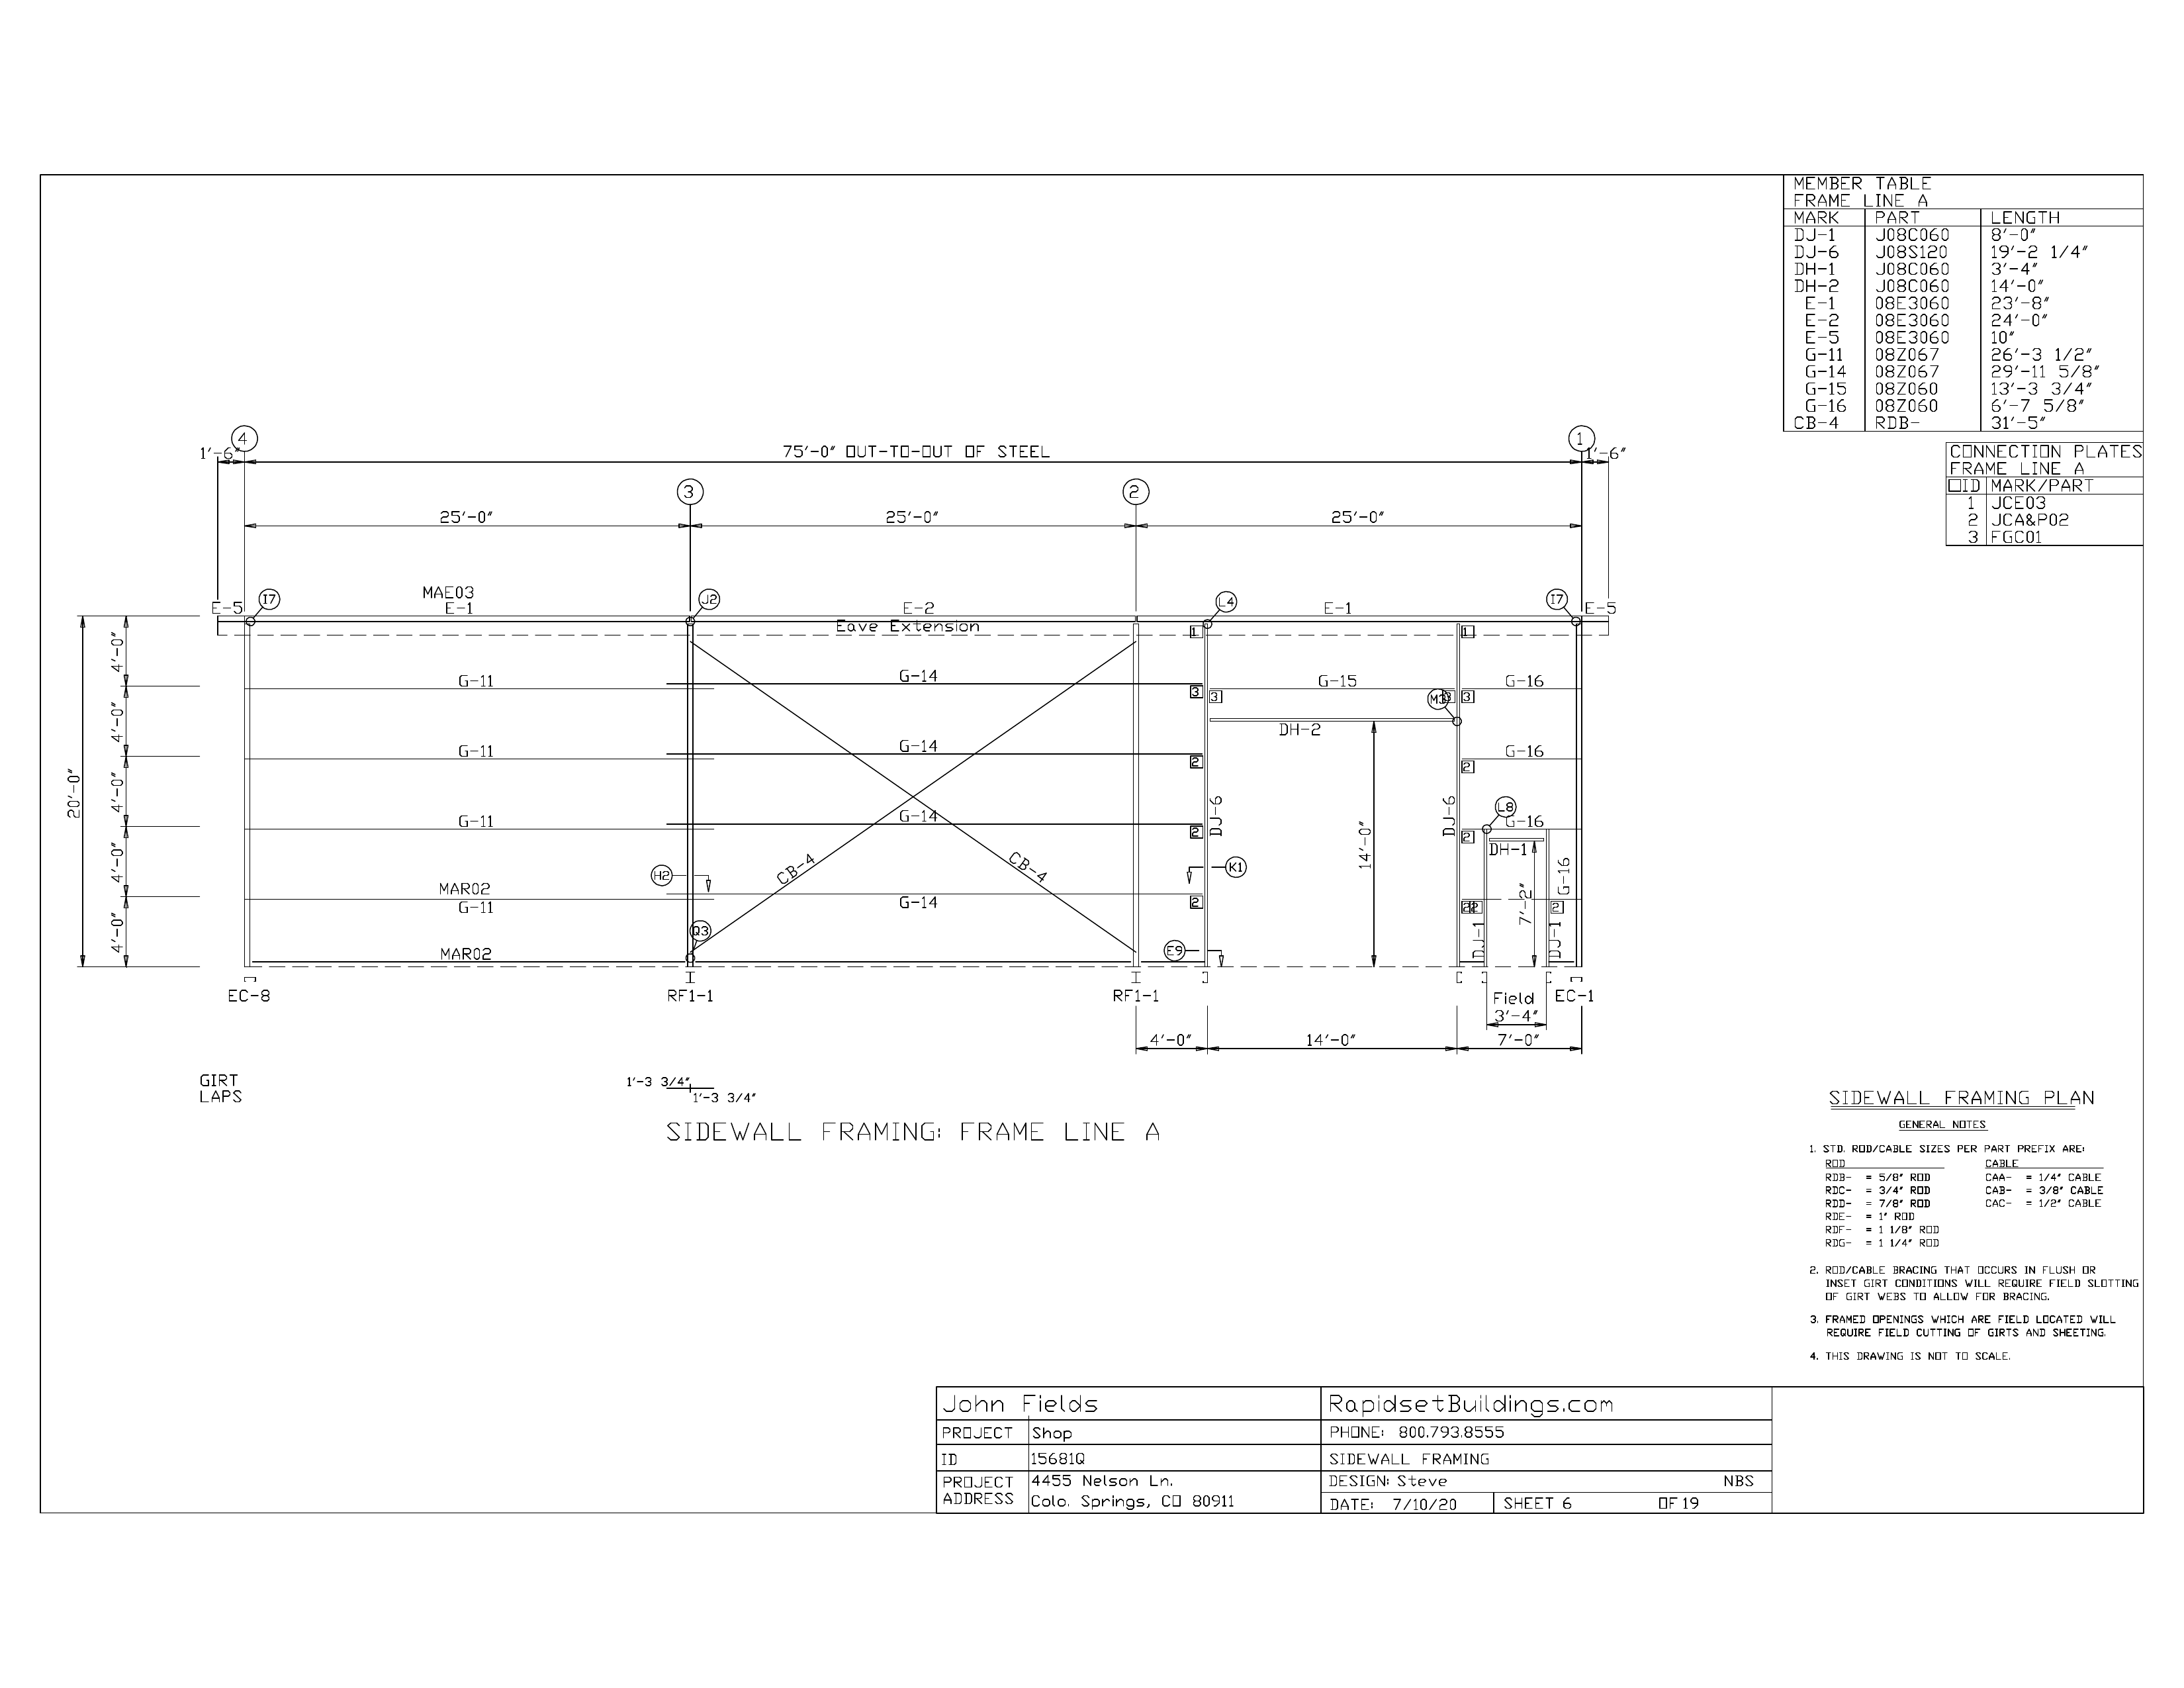 MEMBER TABLE
FRAME LINE A
MARK PART LENGTH
DJ-1 J08C060 8'-0"
DJ-6 J08S120 19'-2 1/4"
DH-1 J08C060 3'-4"
DH-2 J08C060 14'-0"
E-1 08E3060 23'-8"
E-2 08E3060 24'-0"
E-5 08E3060 10"
G-11 08Z067 26'-3 1/2"
G-14 08Z067 29'-11 5/8"
G-15 08Z060 13'-3 3/4"
G-16 08Z060 6'-7 5/8"
CB-4 RDB- 31'-5"
CONNECTION PLATES
FRAME LINE A
□ID MARK/PART
1 JCE03
2 JCA&P02
3 FGC01
4 1
1'-6" 75'-0" OUT-TO-OUT OF STEEL 1'-6"
3 2
25'-0" 25'-0" 25'-0"
MAE03
I7 J2 L4 I7
E-5 E-1 E-2 E-1 E-5
Eave Extension
1 1
4'-0" 4'-0" 4'-0" 4'-0" 4'-0"
20'-0"
G-11 G-14 G-15 G-16
3 3 M3 3 3
DH-2
G-11 G-14 G-16
2 2
DJ-6 DJ-6
L8
G-11 G-14 G-16
2 2
14'-0"
DH-1
CB-4 CB-4
H2 K1
G-16
MAR02
G-11 G-14
2 22 2
7'-2"
DJ-1 DJ-1
Q3
MAR02
E9
EC-8 RF1-1 RF1-1 Field EC-1
3'-4"
4'-0" 14'-0" 7'-0"
GIRT
LAPS
1'-3 3/4"
1'-3 3/4"
SIDEWALL FRAMING: FRAME LINE A
SIDEWALL FRAMING PLAN
GENERAL NOTES
1. STD. ROD/CABLE SIZES PER PART PREFIX ARE:
ROD CABLE
RDB- = 5/8" ROD CAA- = 1/4" CABLE
RDC- = 3/4" ROD CAB- = 3/8" CABLE
RDD- = 7/8" ROD CAC- = 1/2" CABLE
RDE- = 1" ROD
RDF- = 1 1/8" ROD
RDG- = 1 1/4" ROD
2. ROD/CABLE BRACING THAT OCCURS IN FLUSH OR
INSET GIRT CONDITIONS WILL REQUIRE FIELD SLOTTING
OF GIRT WEBS TO ALLOW FOR BRACING.
3. FRAMED OPENINGS WHICH ARE FIELD LOCATED WILL
REQUIRE FIELD CUTTING OF GIRTS AND SHEETING.
4. THIS DRAWING IS NOT TO SCALE.
John Fields
PROJECT Shop
ID 15681Q
PROJECT ADDRESS 4455 Nelson Ln.
Colo. Springs, CO 80911
RapidsetBuildings.com
PHONE: 800.793.8555
SIDEWALL FRAMING
DESIGN: Steve NBS
DATE: 7/10/20 SHEET 6 OF 19